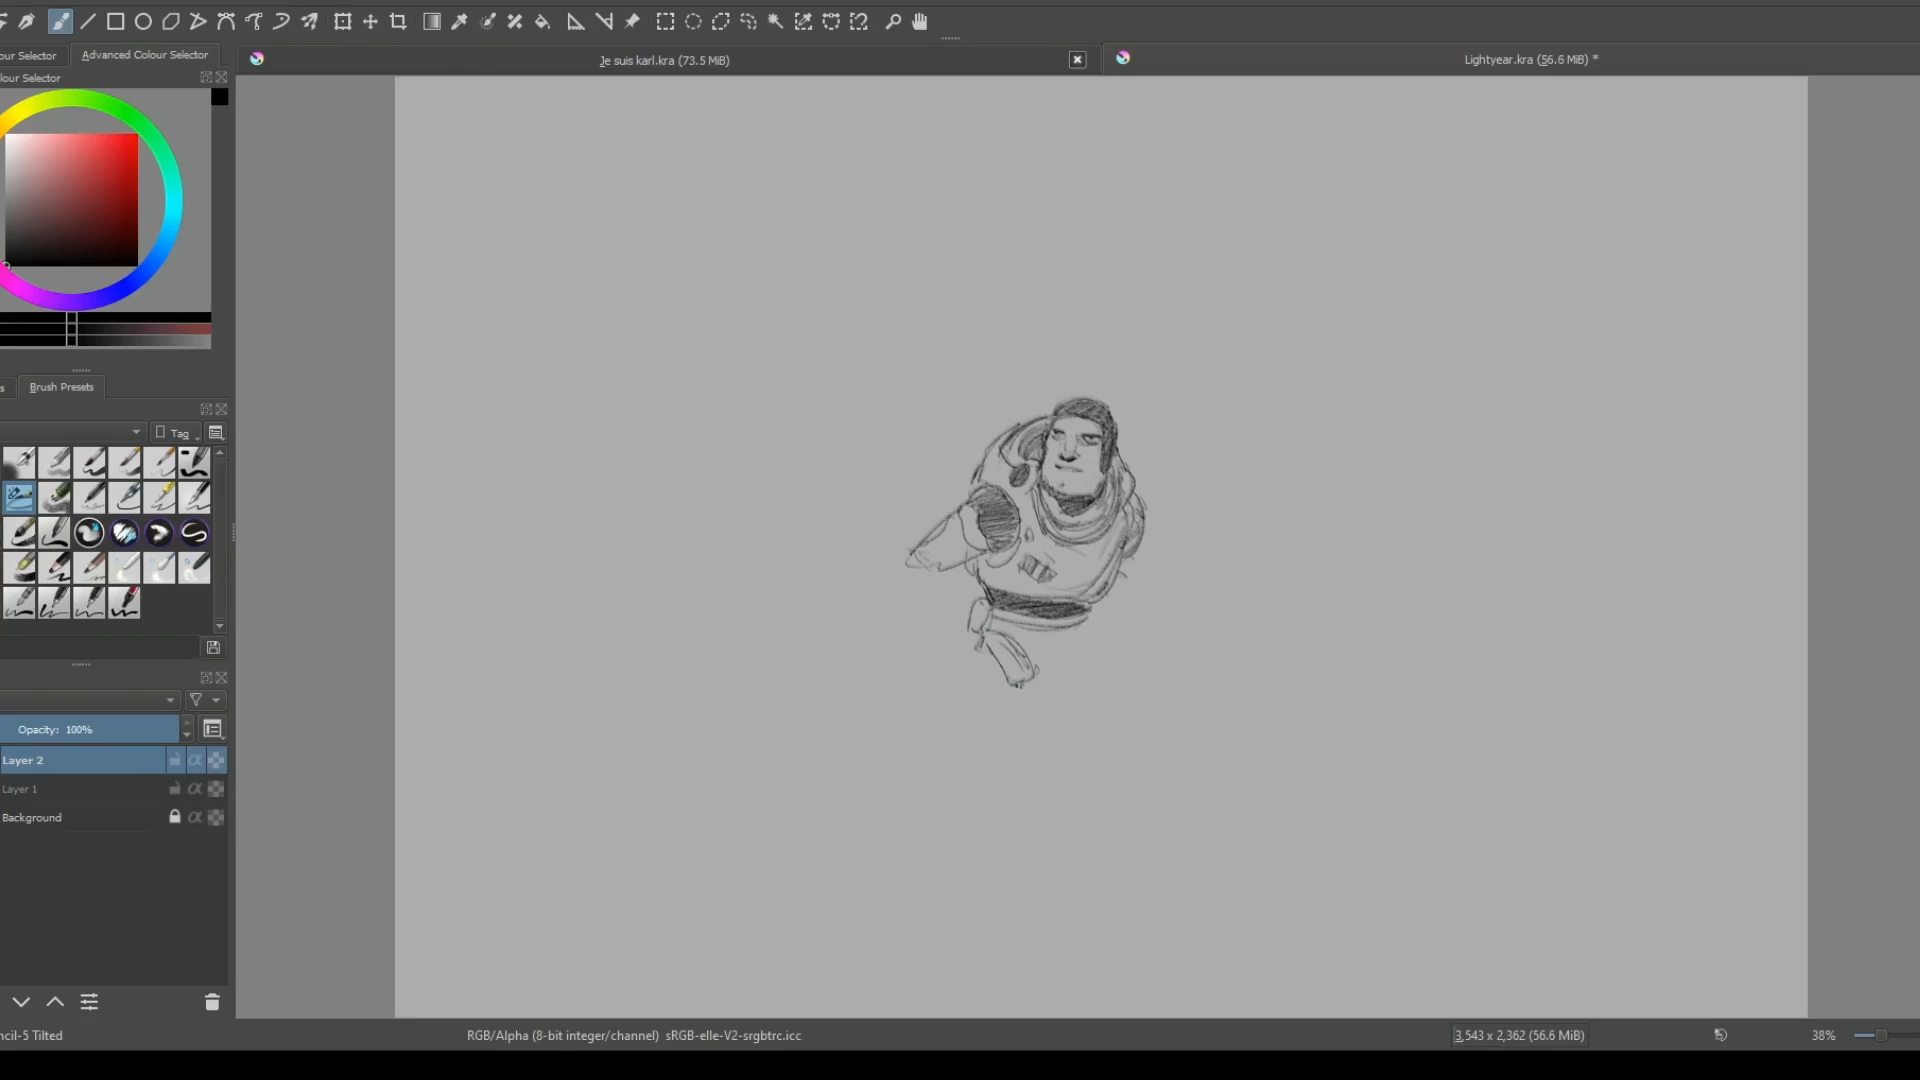 our Selector
Advanced Colour Selector
Je suis karl.kra (73.5 MiB)
Lightyear.kra (56.6 MiB) *
lour Selector
s
Brush Presets
Tag
Opacity: 100%
Layer 2
Layer 1
Background
ncil-5 Tilted
RGB/Alpha (8-bit integer/channel) sRGB-elle-V2-srgbtrc.icc
3,543 x 2,362 (56.6 MiB)
38%